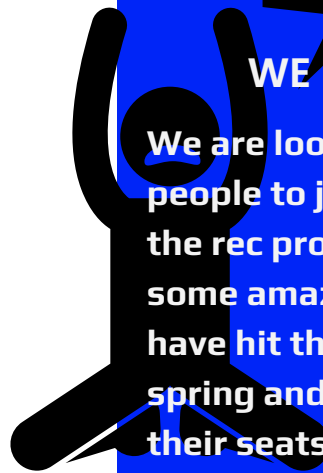 WE
We are loo
people to j
the rec pro
some ama
have hit th
spring and
their seats